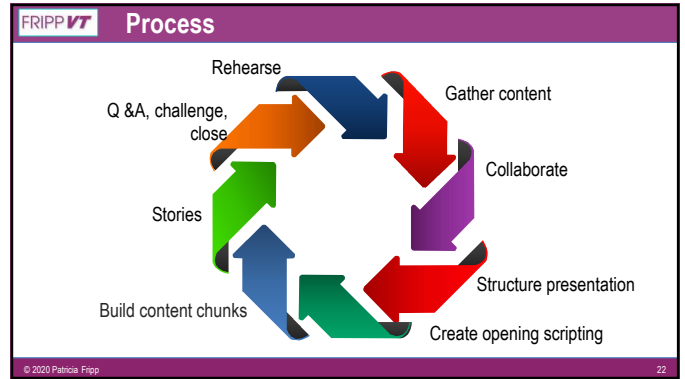 FRIPP VT
Process
Rehearse
Gather content
Q &A, challenge,
close
Collaborate
Stories
Structure presentation
Build content chunks
Create opening scripting
© 2020 Patricia Fripp
22